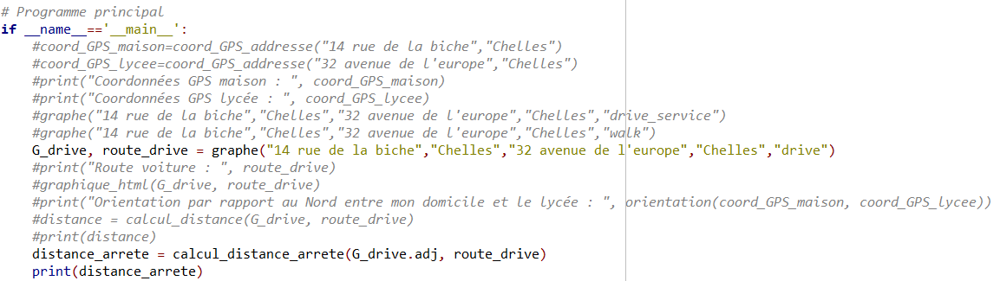 # Programme principal
if __name__=='__main__':
    #coord_GPS_maison=coord_GPS_addresse("14 rue de la biche","Chelles")
    #coord_GPS_lycee=coord_GPS_addresse("32 avenue de l'europe","Chelles")
    #print("Coordonnées GPS maison : ", coord_GPS_maison)
    #print("Coordonnées GPS lycée : ", coord_GPS_lycee)
    #graphe("14 rue de la biche","Chelles","32 avenue de l'europe","Chelles","drive_service")
    #graphe("14 rue de la biche","Chelles","32 avenue de l'europe","Chelles","walk")
    G_drive, route_drive = graphe("14 rue de la biche","Chelles","32 avenue de l'europe","Chelles","drive")
    #print("Route voiture : ", route_drive)
    #graphique_html(G_drive, route_drive)
    #print("Orientation par rapport au Nord entre mon domicile et le lycée : ", orientation(coord_GPS_maison, coord_GPS_lycee))
    #distance = calcul_distance(G_drive, route_drive)
    #print(distance)
    distance_arrete = calcul_distance_arrete(G_drive.adj, route_drive)
    print(distance_arrete)